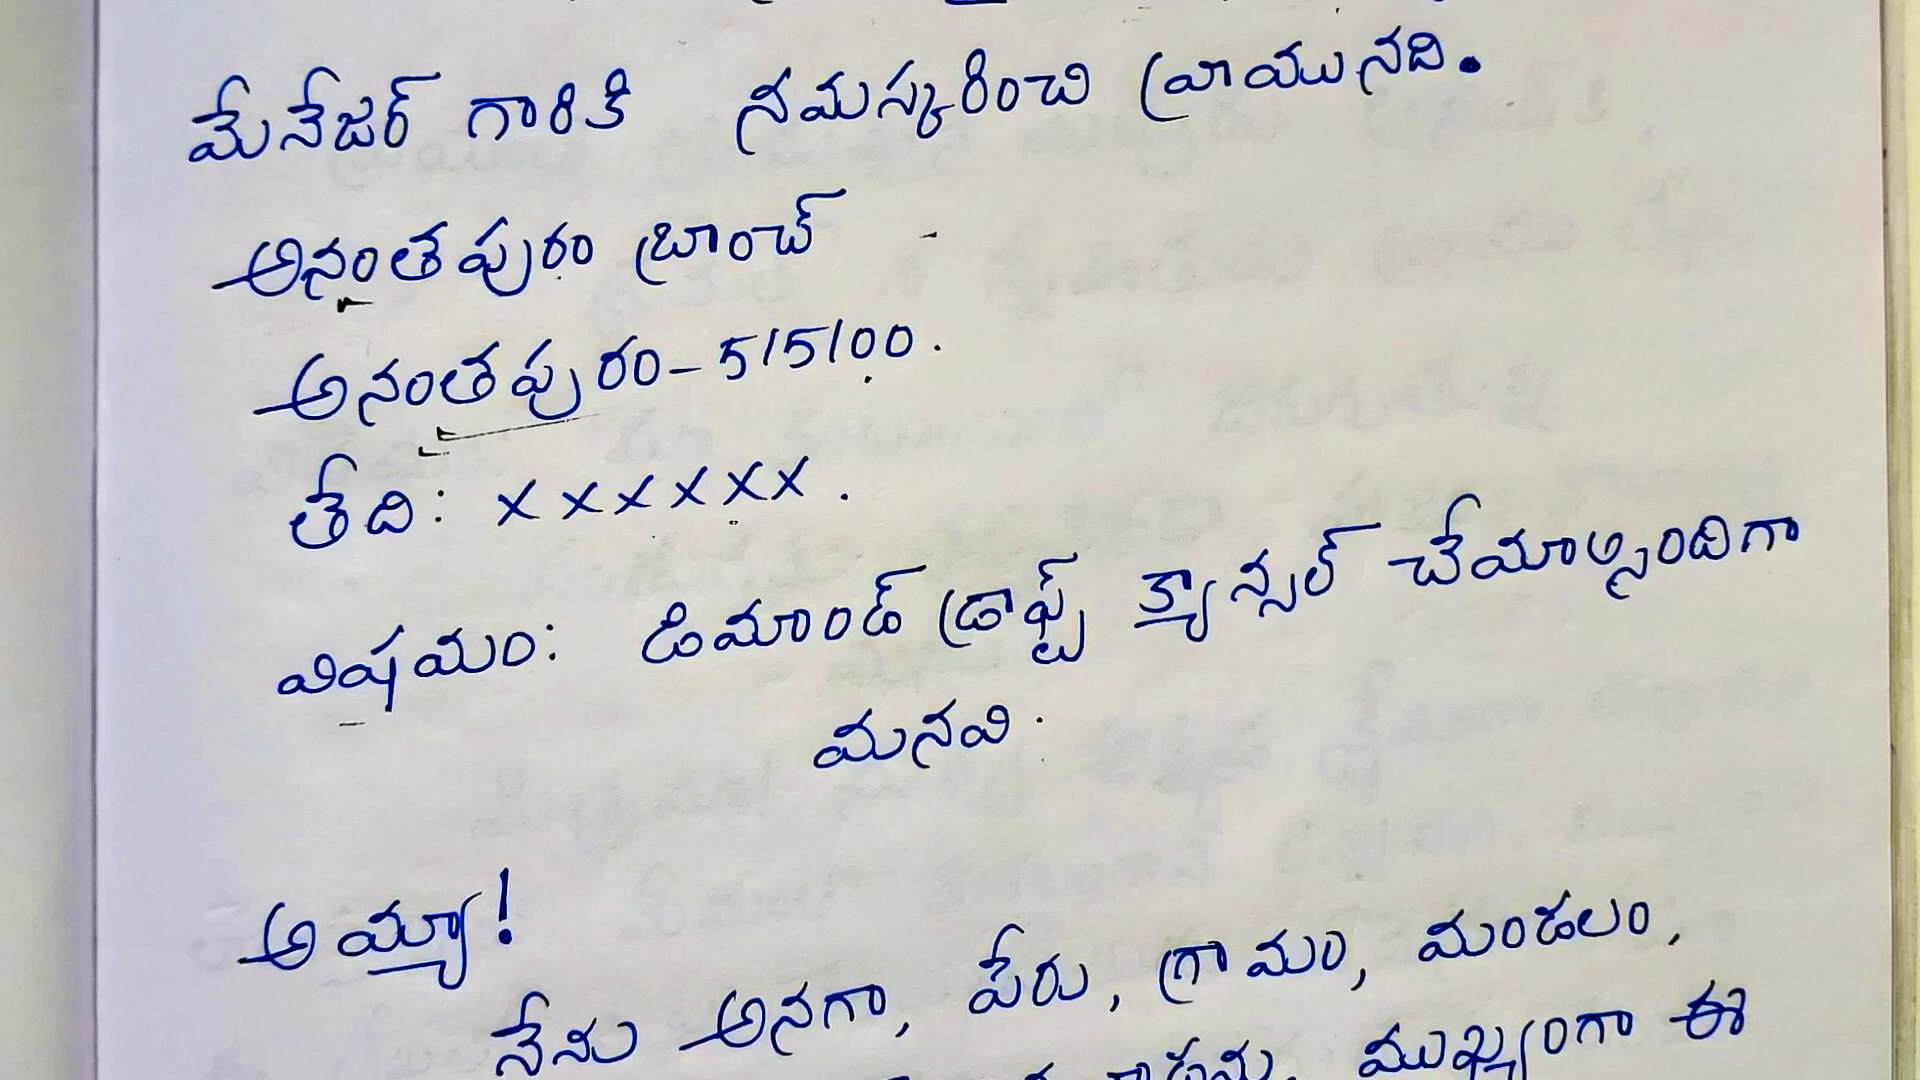 మేనేజర్ గారికి నమస్కరించి వ్రాయునది.
అనంతపురం బ్రాంచ్
అనంతపురం-515100.
తేది: xxxxxx.
విషయం: డిమాండ్ డ్రాఫ్ట్ క్యాన్సల్ చేయాల్సిందిగా
మనవి.
అయ్యా!
నేను అనగా, పేరు, గ్రామం, మండలం,
ముఖ్యంగా ఈ